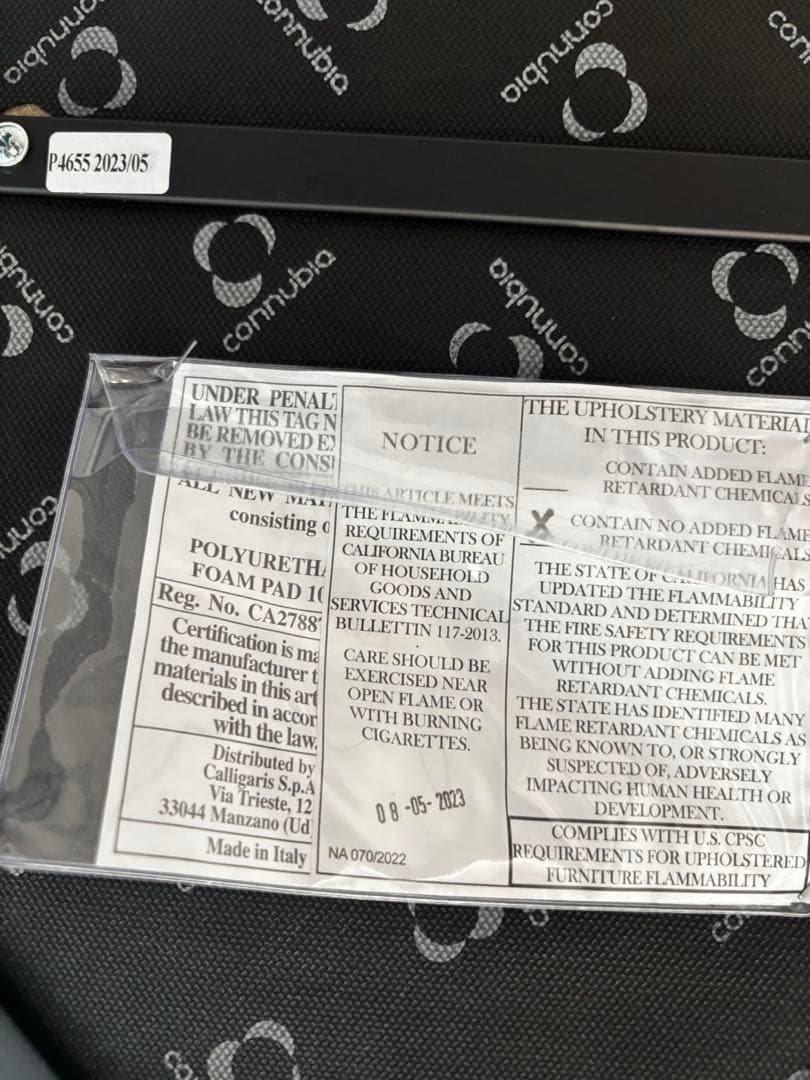 connubia
connubia
connubia
P4655 2023/05
connubia
connubia
connubia
UNDER PENALT
LAW THIS TAG N
BE REMOVED EX
BY THE CONSU
ALL NEW MAT
consisting o
POLYURETHA
FOAM PAD 10
Reg. No. CA2788
Certification is ma
the manufacturer t
materials in this art
described in accor
with the law.
Distributed by
Calligaris S.p.A
Via Trieste, 12
33044 Manzano (Ud
Made in Italy
NOTICE
THIS ARTICLE MEETS
THE FLAMMABILITY
REQUIREMENTS OF
CALIFORNIA BUREAU
OF HOUSEHOLD
GOODS AND
SERVICES TECHNICAL
BULLETTIN 117-2013.
CARE SHOULD BE
EXERCISED NEAR
OPEN FLAME OR
WITH BURNING
CIGARETTES.
08-05-2023
NA 070/2022
THE UPHOLSTERY MATERIAL
IN THIS PRODUCT:
CONTAIN ADDED FLAME
RETARDANT CHEMICALS
X CONTAIN NO ADDED FLAME
RETARDANT CHEMICALS
THE STATE OF CALIFORNIA HAS
UPDATED THE FLAMMABILITY
STANDARD AND DETERMINED THAT
THE FIRE SAFETY REQUIREMENTS
FOR THIS PRODUCT CAN BE MET
WITHOUT ADDING FLAME
RETARDANT CHEMICALS.
THE STATE HAS IDENTIFIED MANY
FLAME RETARDANT CHEMICALS AS
BEING KNOWN TO, OR STRONGLY
SUSPECTED OF, ADVERSELY
IMPACTING HUMAN HEALTH OR
DEVELOPMENT.
COMPLIES WITH U.S. CPSC
REQUIREMENTS FOR UPHOLSTERED
FURNITURE FLAMMABILITY